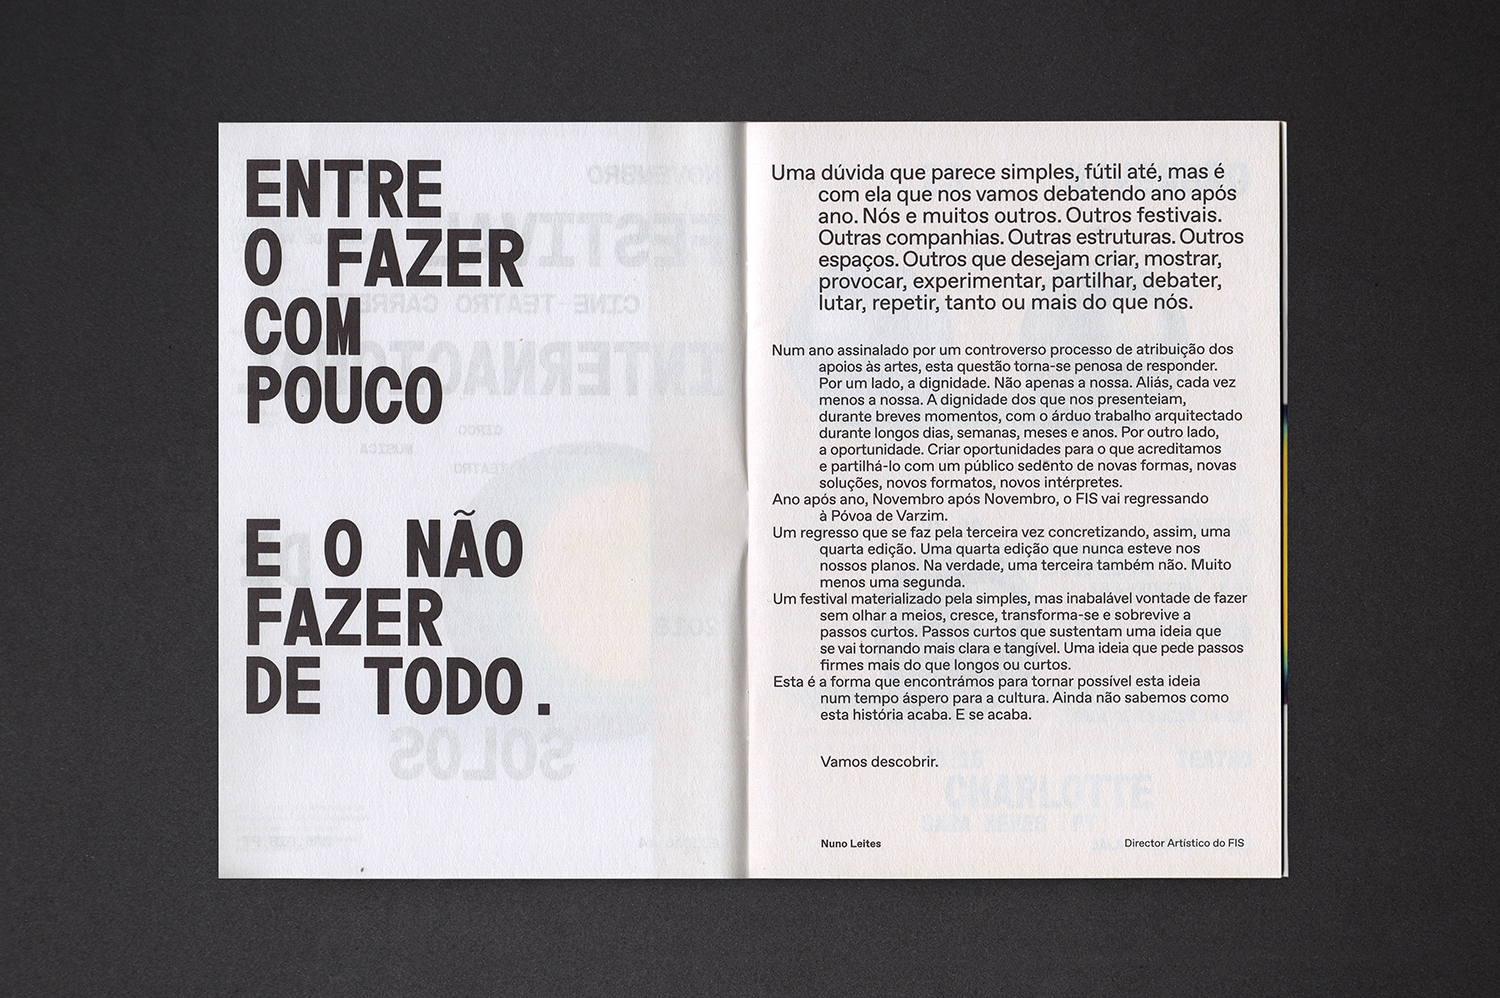 ENTRE
O FAZER
COM
POUCO
E O NÃO
FAZER
DE TODO.
Uma dúvida que parece simples, fútil até, mas é
com ela que nos vamos debatendo ano após
ano. Nós e muitos outros. Outros festivais.
Outras companhias. Outras estruturas. Outros
espaços. Outros que desejam criar, mostrar,
provocar, experimentar, partilhar, debater,
lutar, repetir, tanto ou mais do que nós.
Num ano assinalado por um controverso processo de atribuição dos
apoios às artes, esta questão torna-se penosa de responder.
Por um lado, a dignidade. Não apenas a nossa. Aliás, cada vez
menos a nossa. A dignidade dos que nos presenteiam,
durante breves momentos, com o árduo trabalho arquitectado
durante longos dias, semanas, meses e anos. Por outro lado,
a oportunidade. Criar oportunidades para o que acreditamos
e partilhá-lo com um público sedento de novas formas, novas
soluções, novos formatos, novos intérpretes.
Ano após ano, Novembro após Novembro, o FIS vai regressando
à Póvoa de Varzim.
Um regresso que se faz pela terceira vez concretizando, assim, uma
quarta edição. Uma quarta edição que nunca esteve nos
nossos planos. Na verdade, uma terceira também não. Muito
menos uma segunda.
Um festival materializado pela simples, mas inabalável vontade de fazer
sem olhar a meios, cresce, transforma-se e sobrevive a
passos curtos. Passos curtos que sustentam uma ideia que
se vai tornando mais clara e tangível. Uma ideia que pede passos
firmes mais do que longos ou curtos.
Esta é a forma que encontrámos para tornar possível esta ideia
num tempo áspero para a cultura. Ainda não sabemos como
esta história acaba. E se acaba.
Vamos descobrir.
Nuno Leites
Director Artístico do FIS
NOVEMBRO
FESTIVAL
CINE-TEATRO GARRETT
CIRCO
MUSICA
TEATRO
DE
SOLOS
TEATRO
CHARLOTTE